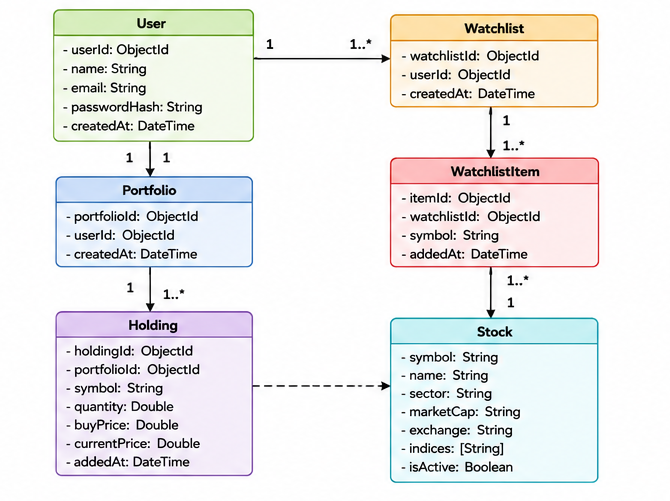 User
- userId: ObjectId
- name: String
- email: String
- passwordHash: String
- createdAt: DateTime
1
1..*
Watchlist
- watchlistId: ObjectId
- userId: ObjectId
- createdAt: DateTime
1 1
1
1..*
Portfolio
- portfolioId: ObjectId
- userId: ObjectId
- createdAt: DateTime
WatchlistItem
- itemId: ObjectId
- watchlistId: ObjectId
- symbol: String
- addedAt: DateTime
1
1..*
1..*
1
Holding
- holdingId: ObjectId
- portfolioId: ObjectId
- symbol: String
- quantity: Double
- buyPrice: Double
- currentPrice: Double
- addedAt: DateTime
Stock
- symbol: String
- name: String
- sector: String
- marketCap: String
- exchange: String
- indices: [String]
- isActive: Boolean